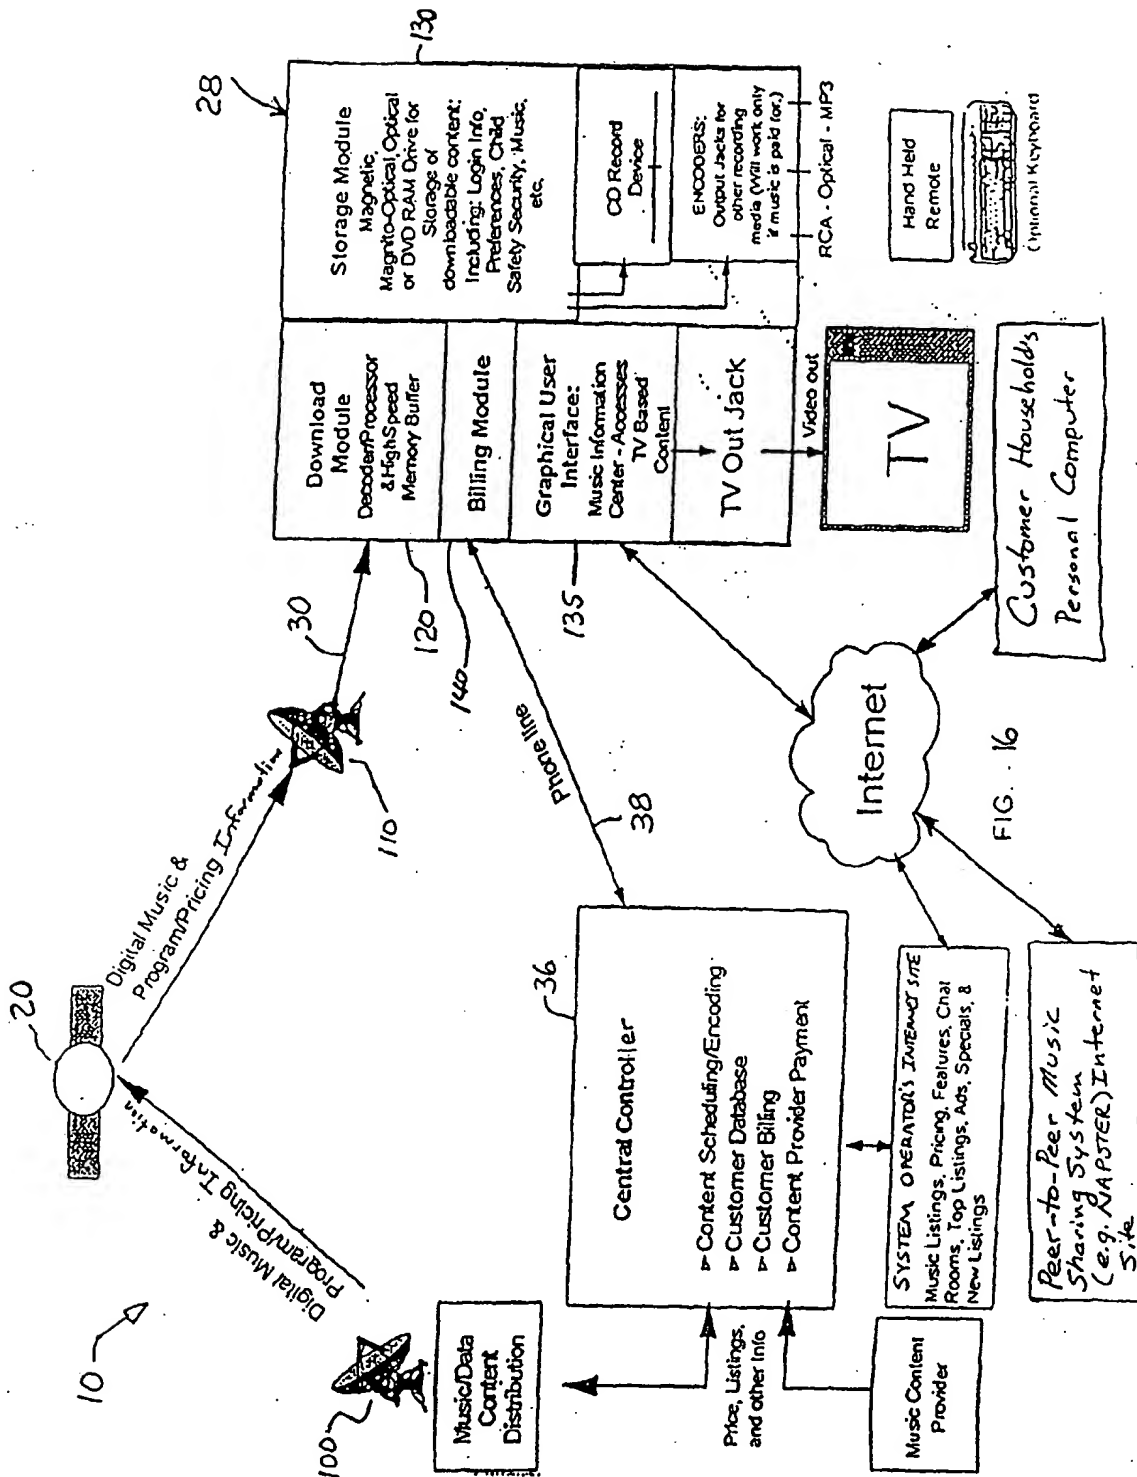 10
20
Digital Music &
Program/Pricing Information
Digital Music &
Program/Pricing Information
100
110
30
Music/Data
Content
Distribution
Price, Listings,
and other Info
Music Content
Provider
36
Central Controller
Content Scheduling/Encoding
Customer Database
Customer Billing
Content Provider Payment
SYSTEM OPERATOR'S INTERNET SITE
Music Listings, Pricing, Features, Chat
Rooms, Top Listings, Ads, Specials, &
New Listings
Peer-to-Peer Music
Sharing System
(e.g. NAPSTER) Internet
Site
Phone line
38
Internet
FIG. 16
28
120
140
135
130
Download
Module
Decoder/Processor
& High Speed
Memory Buffer
Billing Module
Graphical User
Interface:
Music Information
Center - Accesses
TV Based
Content
TV Out Jack
Video out
TV
Storage Module
Magnetic,
Magnito-Optical, Optical
or DVD RAM Drive for
Storage of
downloadable content:
Including: Login Info,
Preferences, Child
Safety Security, Music,
etc.
CD Record
Device
ENCODERS:
Output Jacks for
other recording
media (Will work only
if music is paid for.)
RCA - Optical - MP3
Hand Held
Remote
Optional Keyboard
Customer Household's
Personal Computer